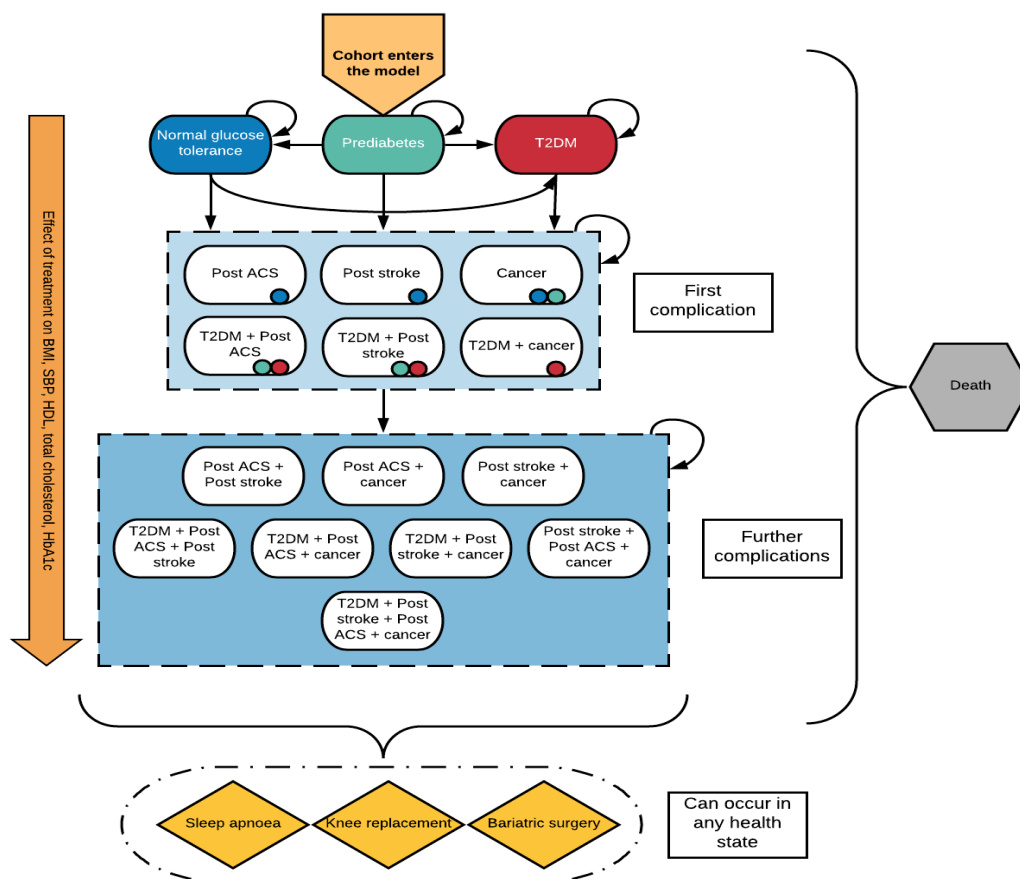 Cohort enters
the model
Normal glucose
tolerance
Prediabetes
T2DM
Effect of treatment on BMI, SBP, HDL, total cholesterol, HbA1c
Post ACS
Post stroke
Cancer
T2DM + Post
ACS
T2DM + Post
stroke
T2DM + cancer
First
complication
Death
Post ACS +
Post stroke
Post ACS +
cancer
Post stroke +
cancer
T2DM + Post
ACS + Post
stroke
T2DM + Post
ACS + cancer
T2DM + Post
stroke + cancer
Post stroke +
Post ACS +
cancer
T2DM + Post
stroke + Post
ACS + cancer
Further
complications
Sleep apnoea
Knee replacement
Bariatric surgery
Can occur in
any health
state